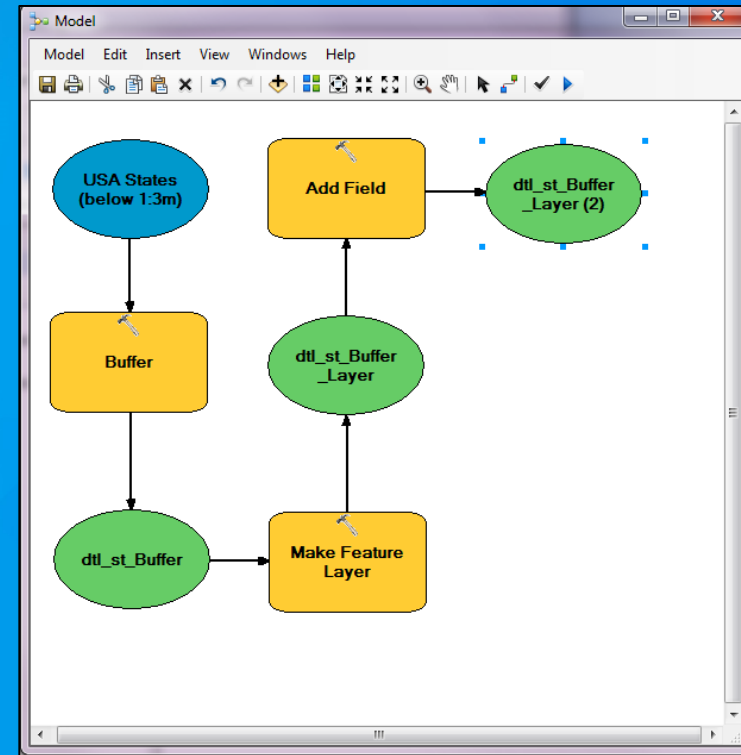 Model
Model Edit Insert View Windows Help
USA States
(below 1:3m)
Add Field
dtl_st_Buffer
_Layer (2)
Buffer
dtl_st_Buffer
_Layer
dtl_st_Buffer
Make Feature
Layer